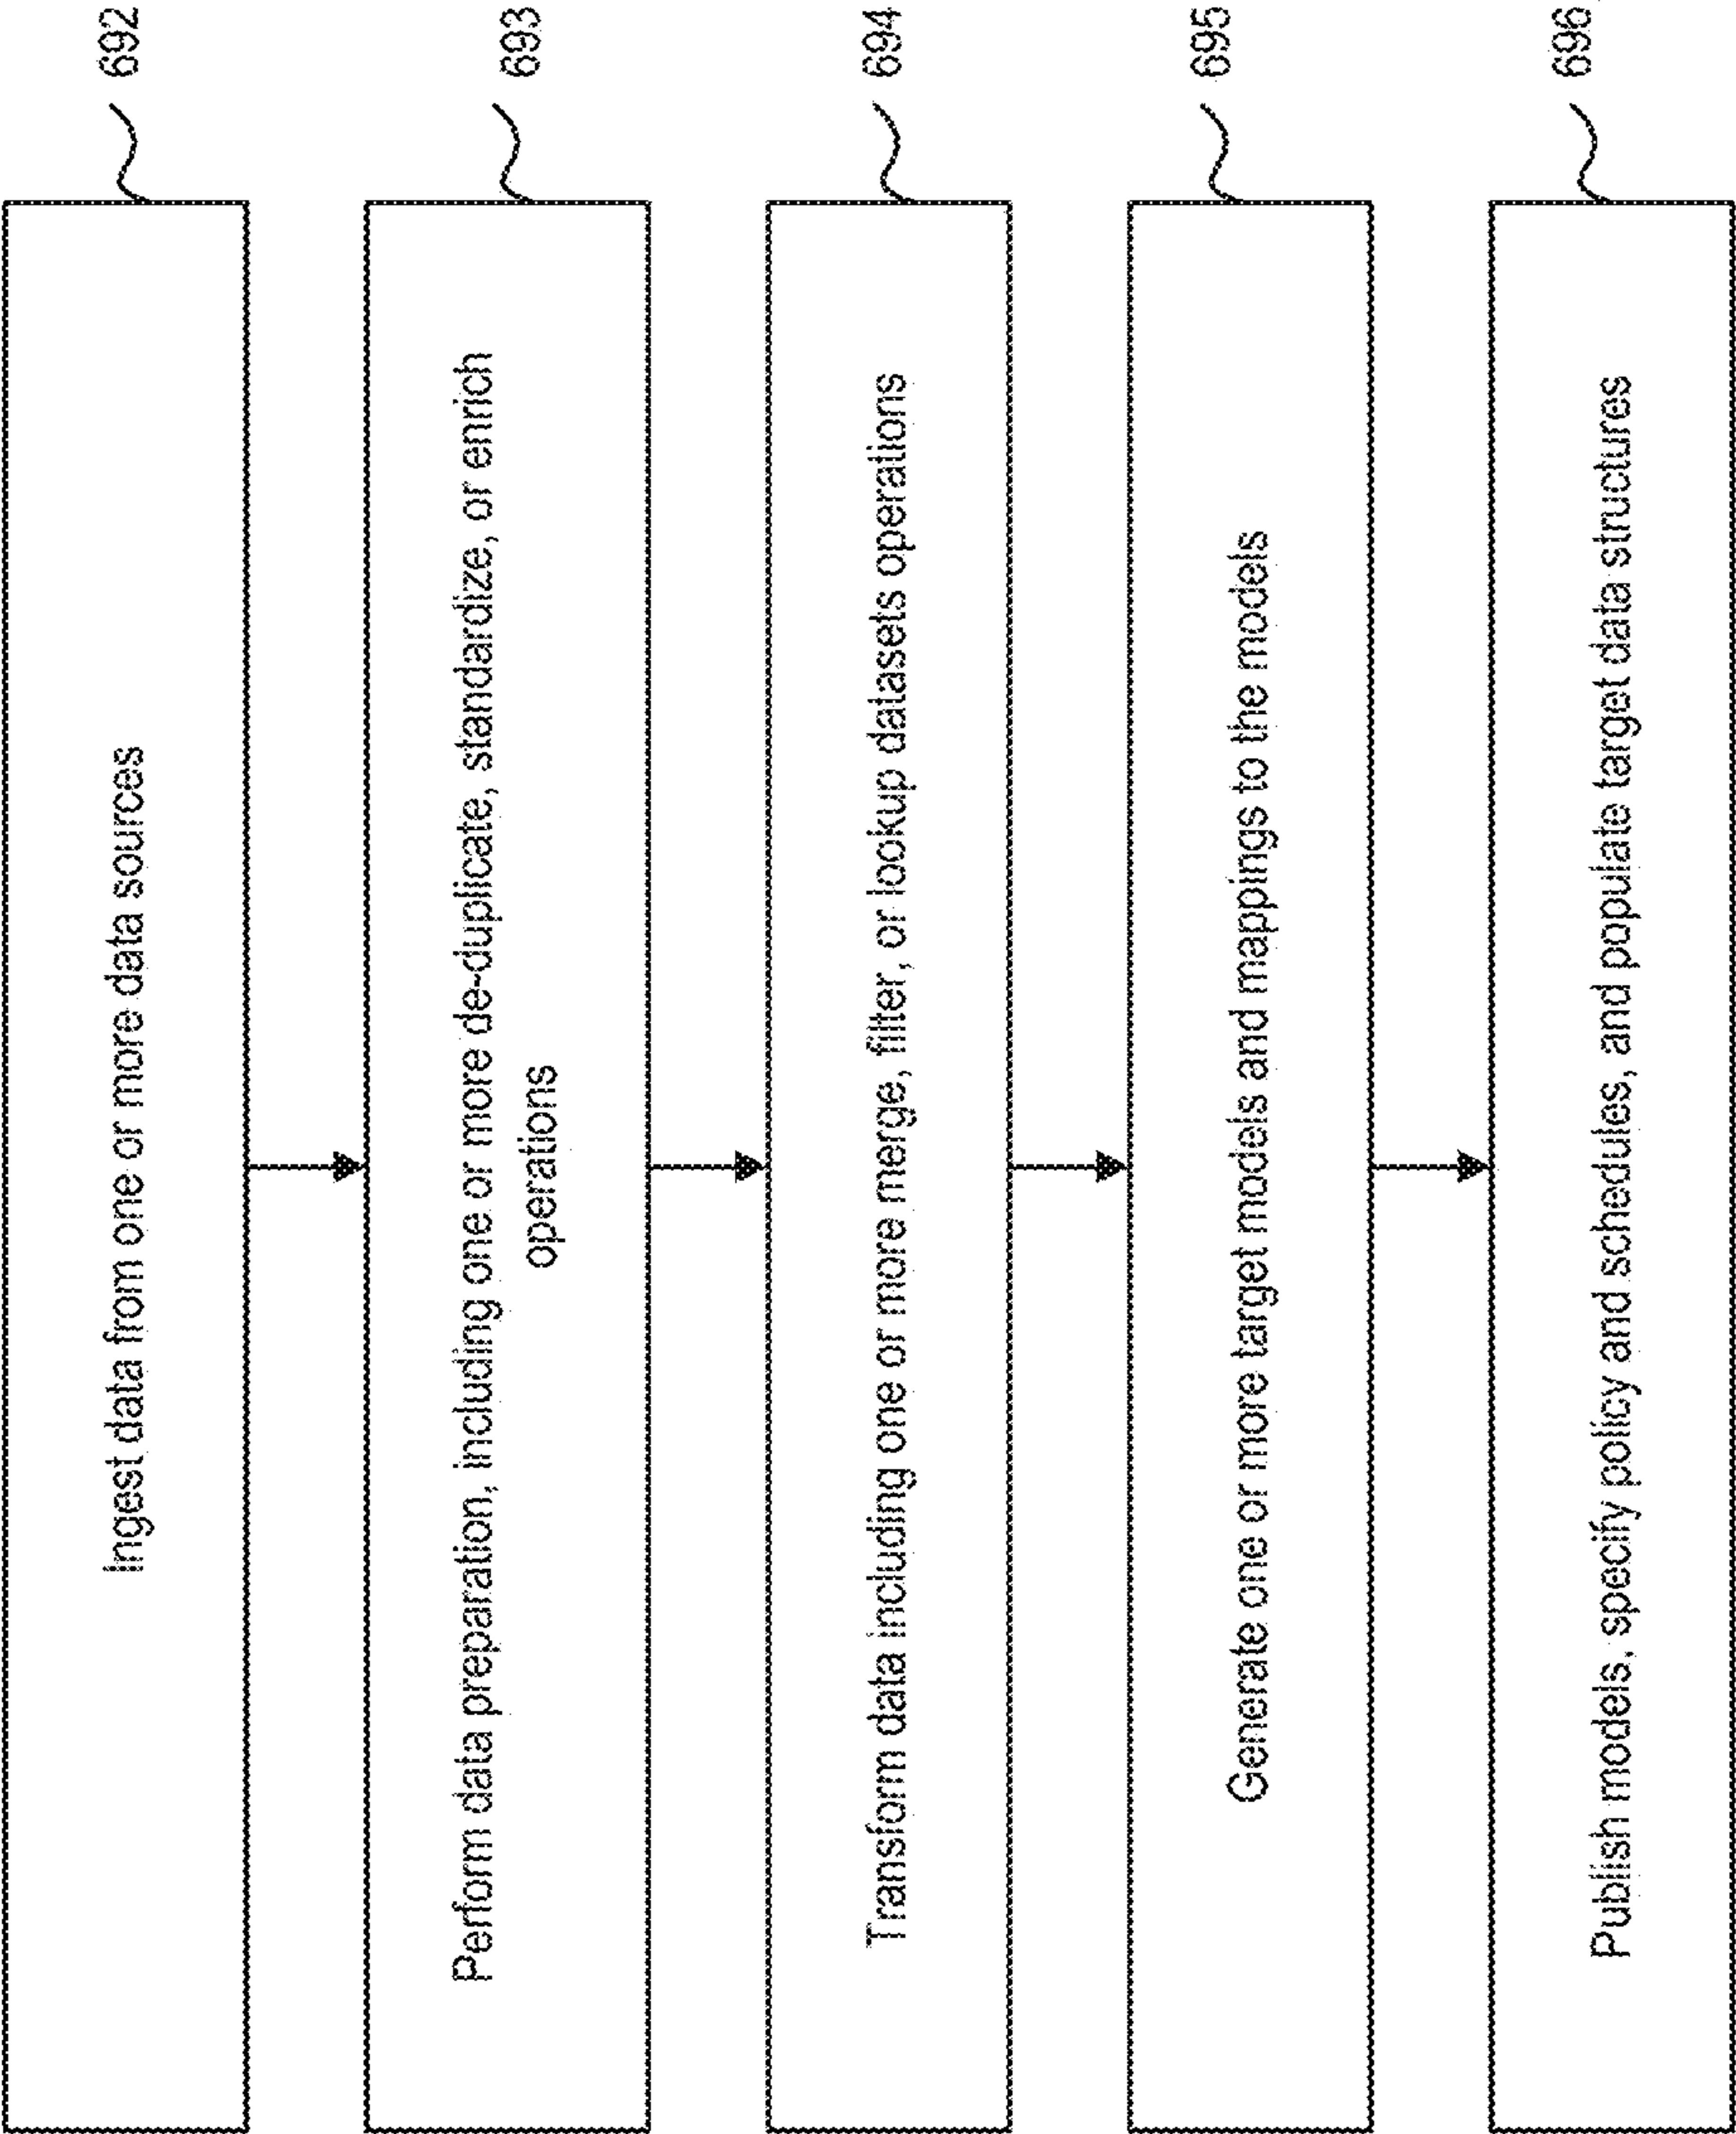 Ingest data from one or more data sources
692
Perform data preparation, including one or more de-duplicate, standardize, or enrich
operations
693
Transform data including one or more merge, filter, or lookup datasets operations
694
Generate one or more target models and mappings to the models
695
Publish models, specify policy and schedules, and populate target data structures
696